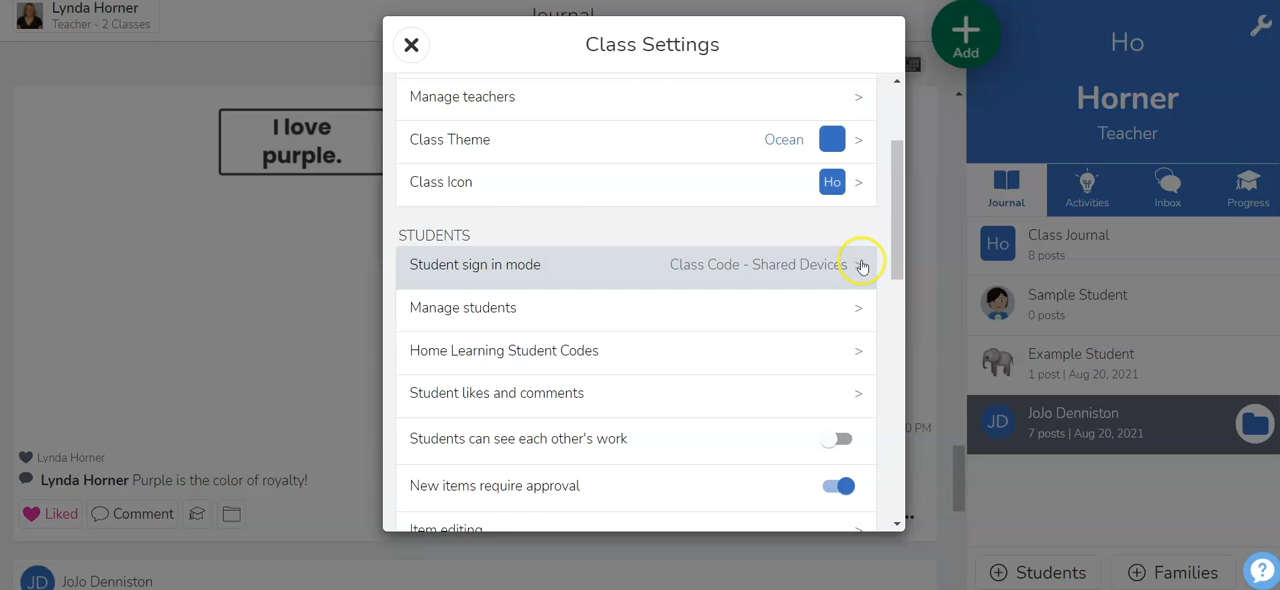 Lynda Horner
Teacher - 2 Classes
Journal
Class Settings
Add
Ho
Horner
Teacher
Manage teachers >
Class Theme Ocean >
Class Icon Ho >
Journal Activities Inbox Progress
STUDENTS
Student sign in mode Class Code - Shared Devices >
Manage students >
Home Learning Student Codes >
Student likes and comments >
Students can see each other's work
New items require approval
Item editing >
I love
purple.
Ho Class Journal
8 posts
Sample Student
0 posts
Example Student
1 post | Aug 20, 2021
JD JoJo Denniston
7 posts | Aug 20, 2021
0 PM
Lynda Horner
Lynda Horner Purple is the color of royalty!
Liked Comment
...
JD JoJo Denniston
Students Families ?